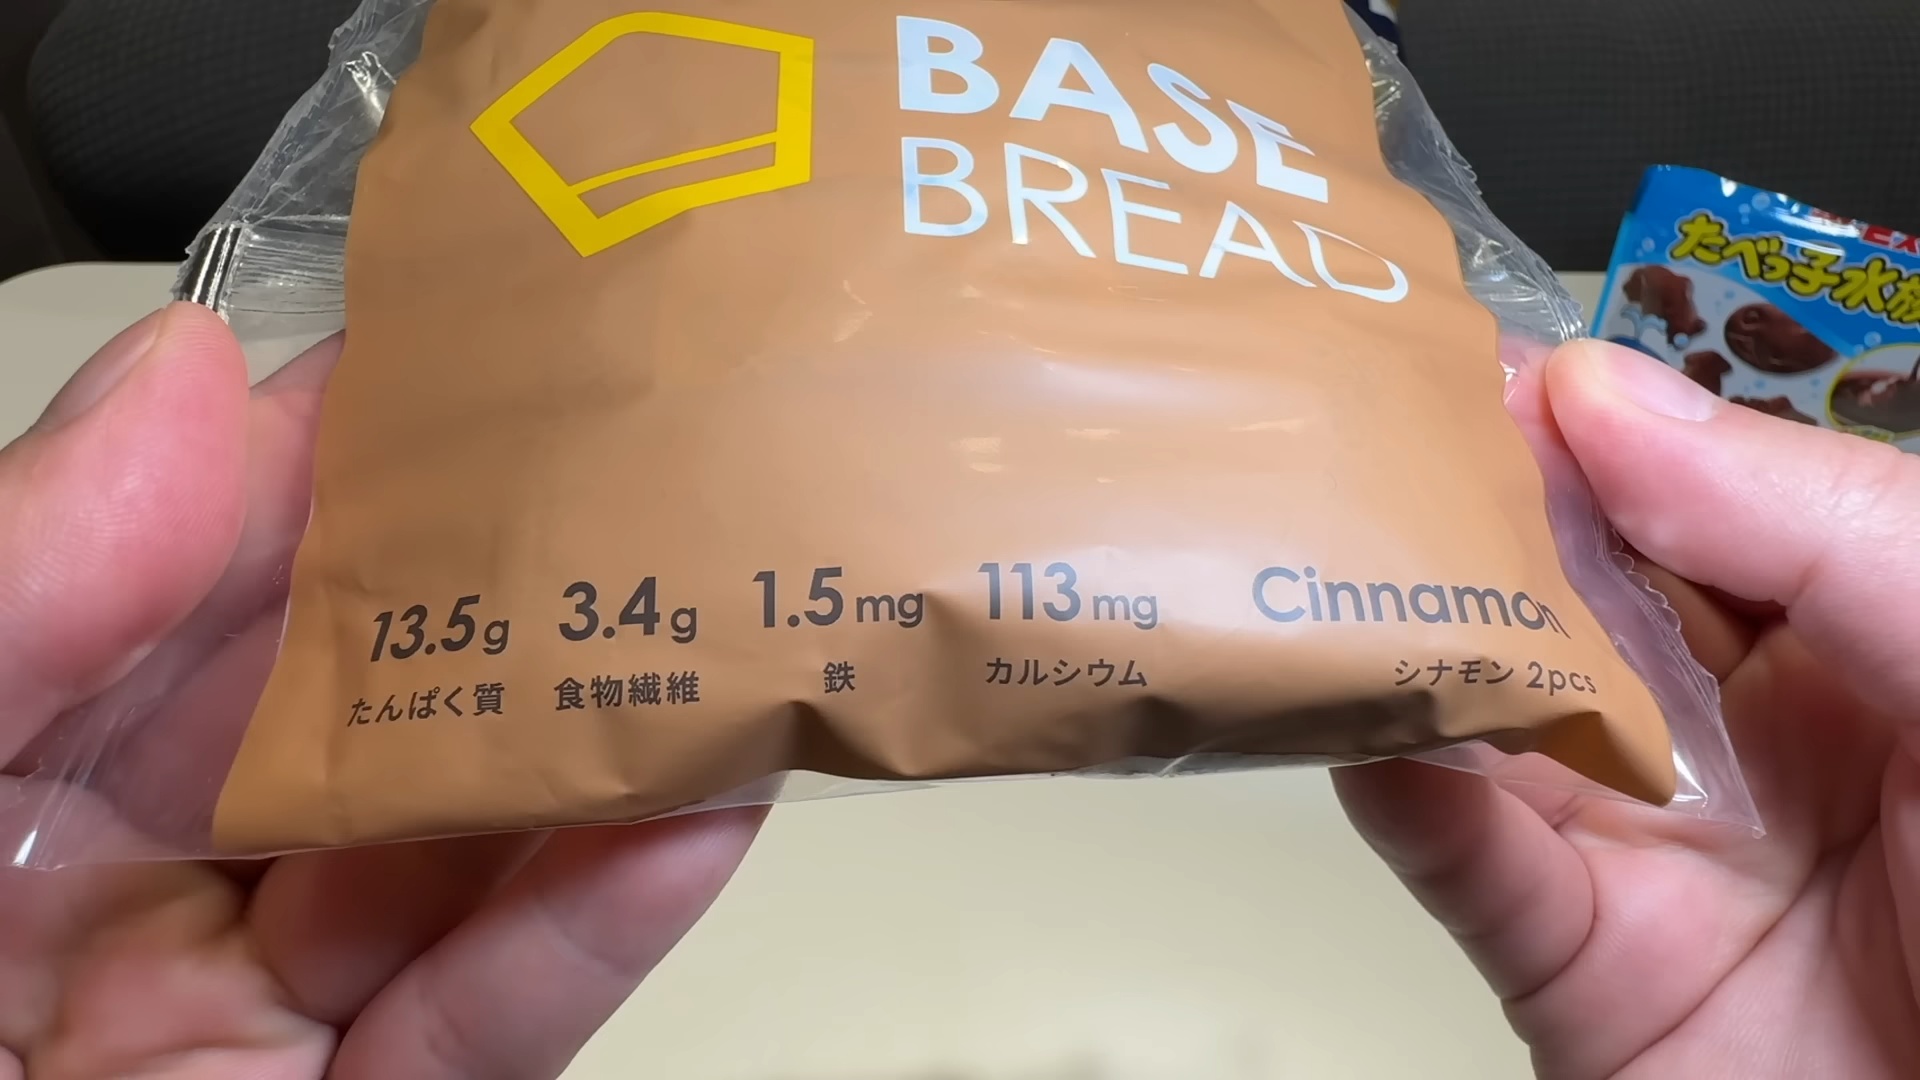 BASE
BREAD
13.5g 3.4g 1.5mg 113mg Cinnamon
たんぱく質 食物繊維 鉄 カルシウム シナモン 2pcs
たべっ子水族